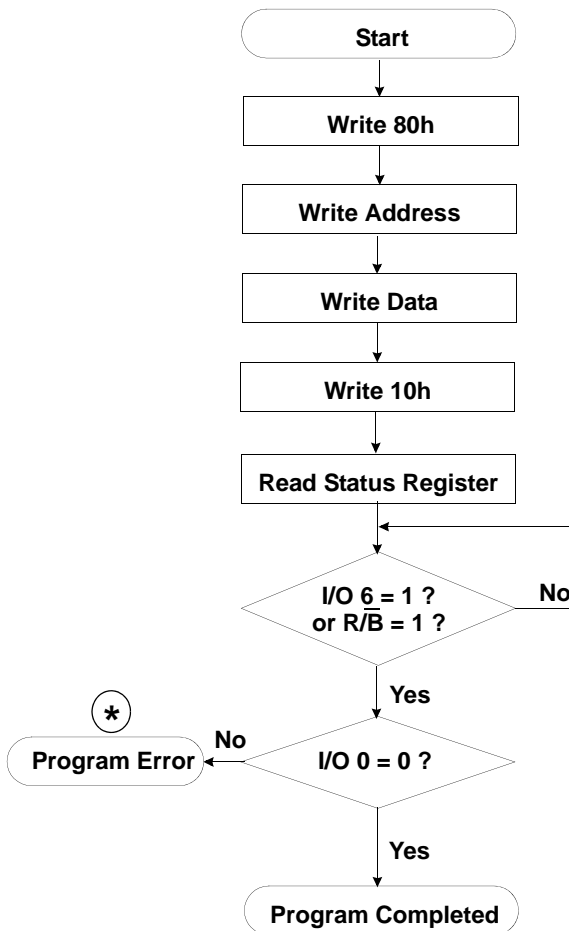 Start
Write 80h
Write Address
Write Data
Write 10h
Read Status Register
I/O 6 = 1 ?
or R/B̅ = 1 ?
No
Yes
*
No
Program Error
I/O 0 = 0 ?
Yes
Program Completed